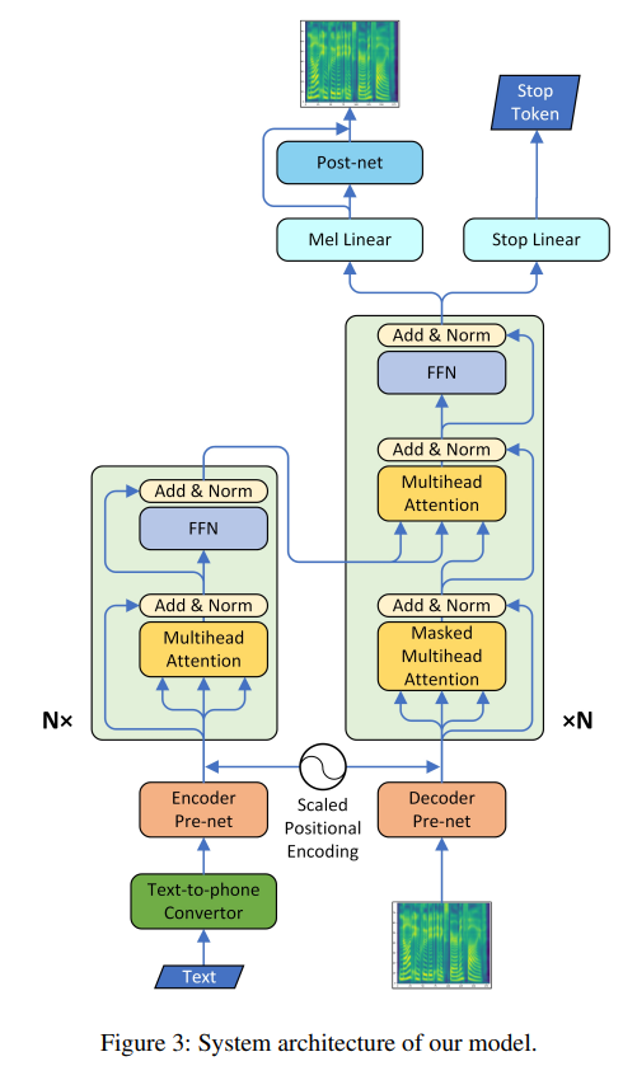 Stop
Token
Post-net
Mel Linear
Stop Linear
Add & Norm
FFN
Add & Norm
Multihead
Attention
Add & Norm
FFN
Add & Norm
Multihead
Attention
Add & Norm
Masked
Multihead
Attention
N×
×N
Encoder
Pre-net
Scaled
Positional
Encoding
Decoder
Pre-net
Text-to-phone
Convertor
Text
Figure 3: System architecture of our model.